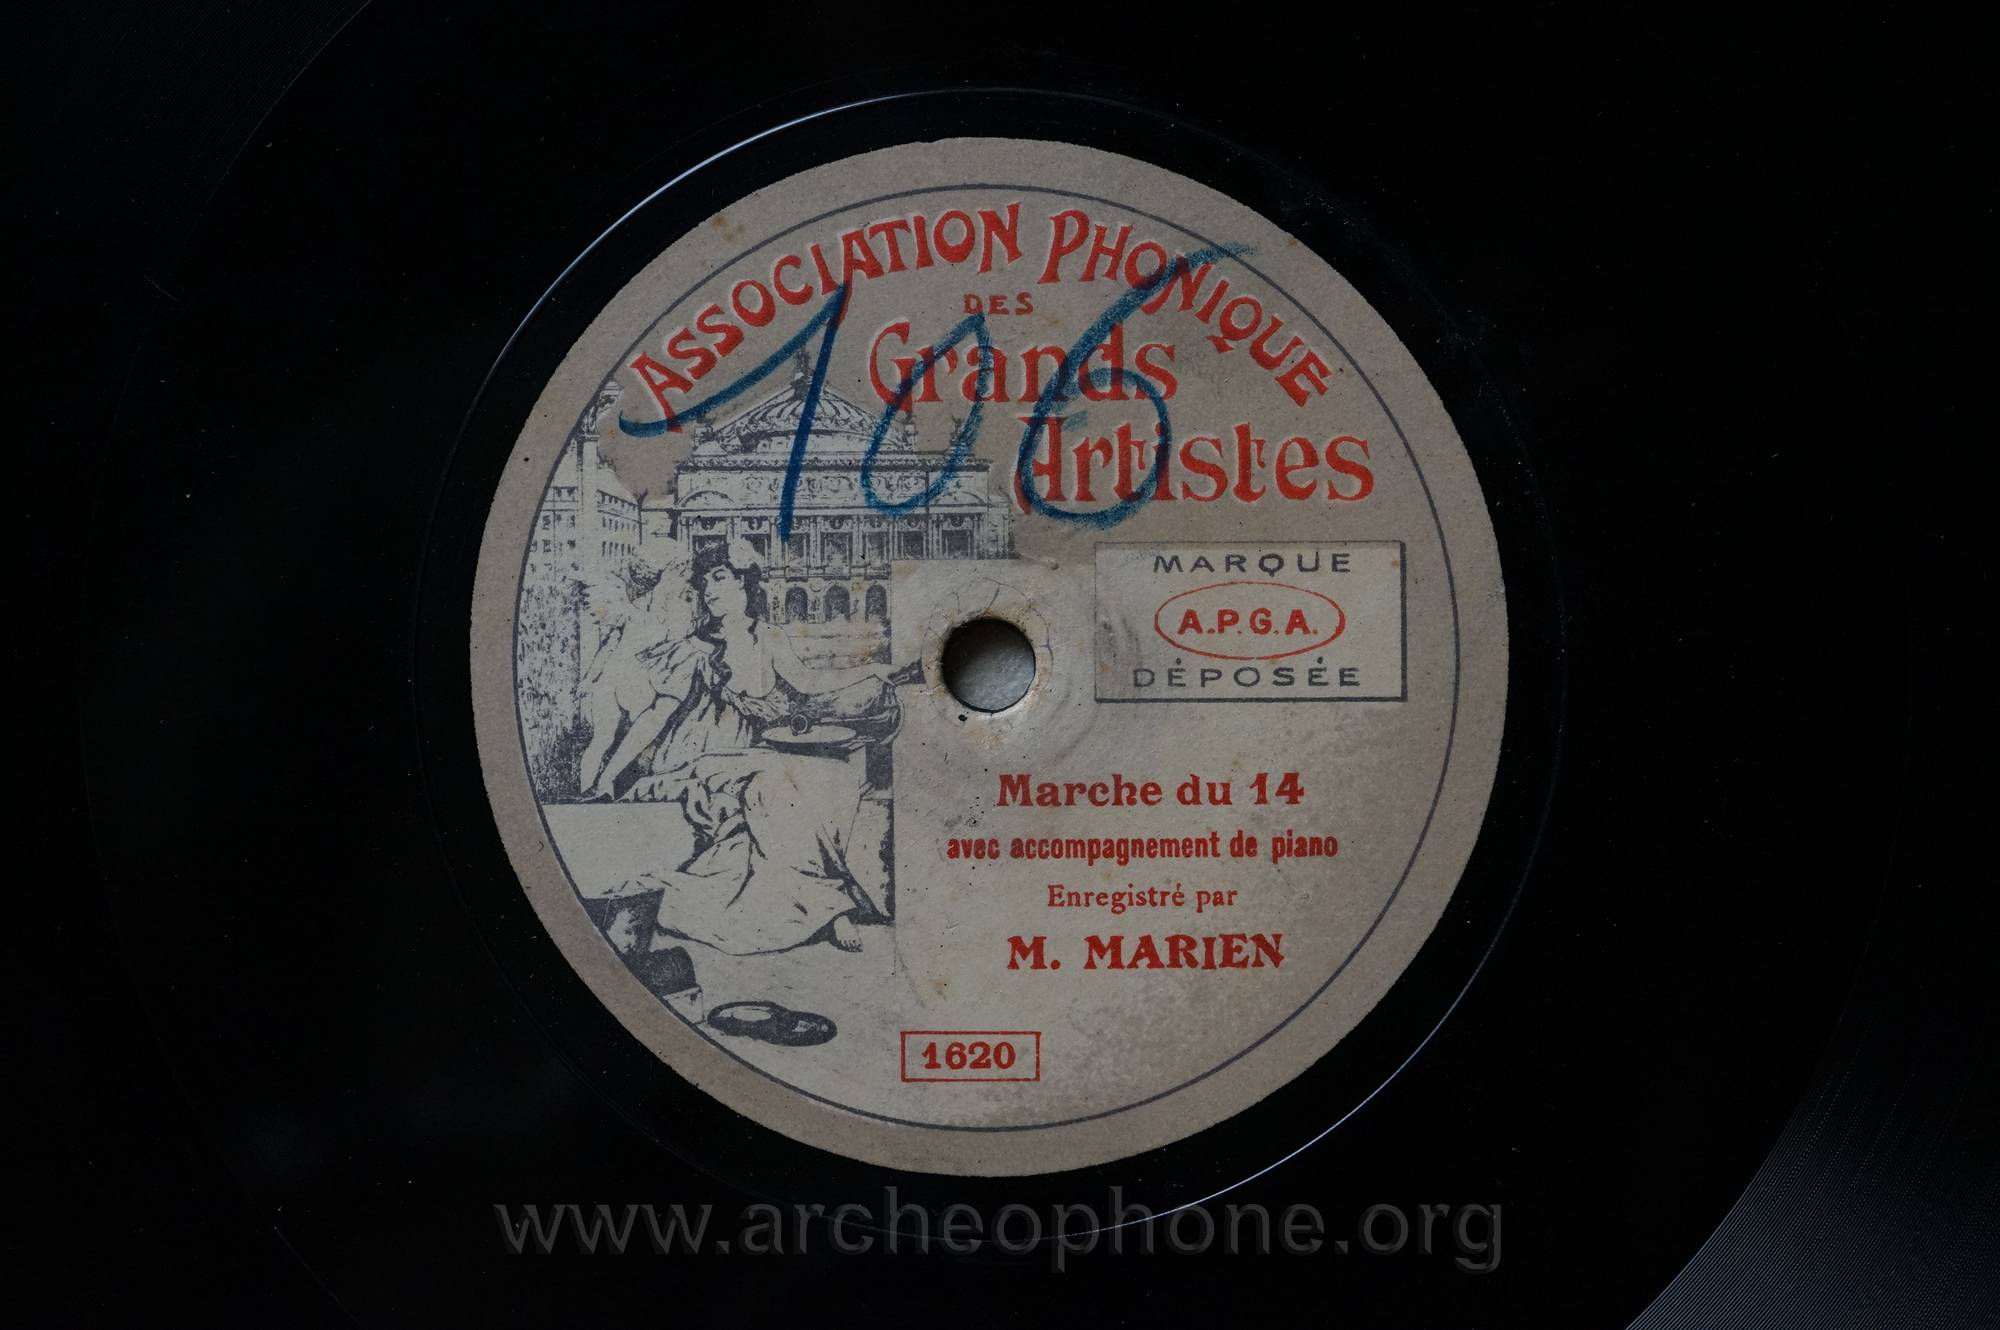 ASSOCIATION PHONIQUE
DES
Grands
Artistes
106
MARQUE
A.P.G.A.
DÉPOSÉE
Marche du 14
avec accompagnement de piano
Enregistré par
M. MARIEN
1620
www.archeophone.org